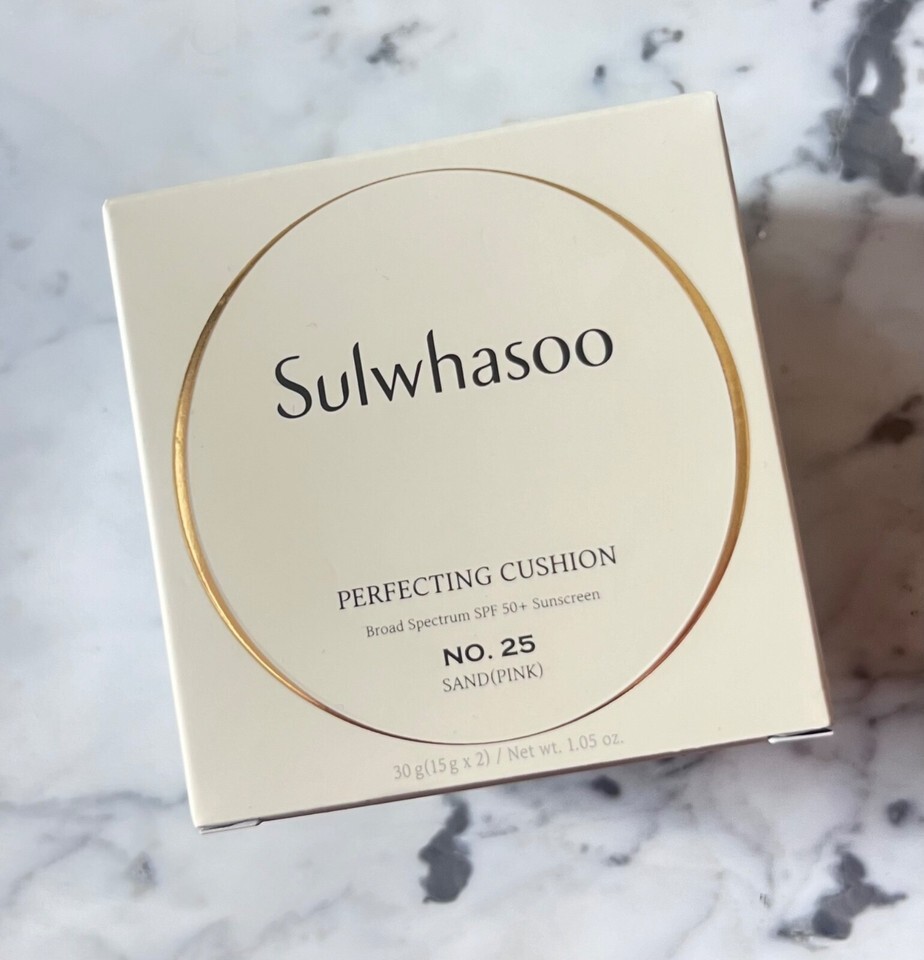 Sulwhasoo
PERFECTING CUSHION
Broad Spectrum SPF 50+ Sunscreen
NO. 25
SAND(PINK)
30 g(15 g x 2) / Net wt. 1.05 oz.